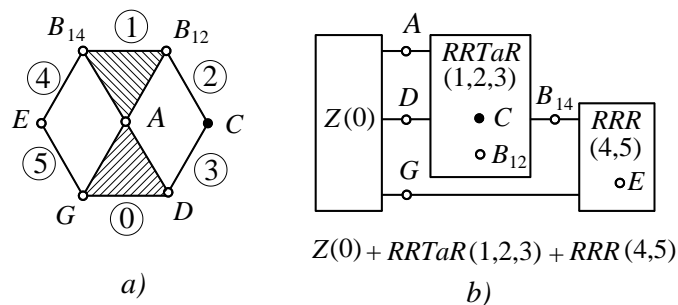 B14 1 B12
4 2
E A C
5 3
G 0 D
a)
A
RRTaR
(1,2,3)
Z(0)
D
C
B12
B14
RRR
(4,5)
E
G
Z(0) + RRTaR(1,2,3) + RRR(4,5)
b)